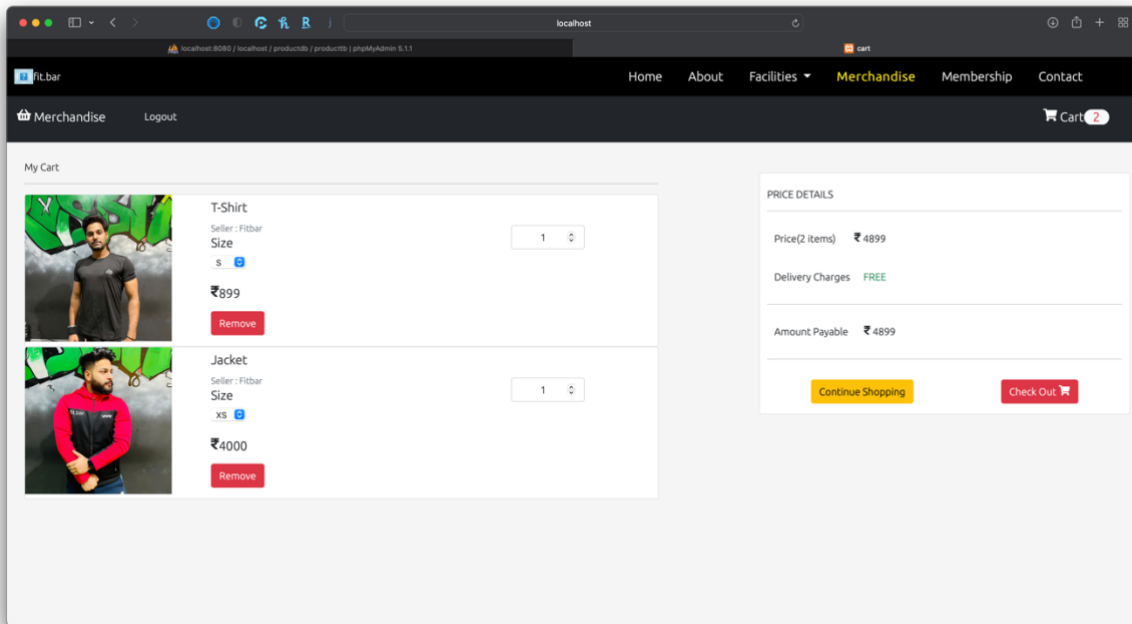 localhost
localhost:8080 / localhost / productdb / producttb | phpMyAdmin 5.1.1
cart
fit.bar
Home About Facilities Merchandise Membership Contact
Merchandise Logout Cart 2
My Cart
T-Shirt
Seller : Fitbar
Size
S
1
₹899
Remove
Jacket
Seller : Fitbar
Size
XS
1
₹4000
Remove
PRICE DETAILS
Price(2 items) ₹ 4899
Delivery Charges FREE
Amount Payable ₹ 4899
Continue Shopping Check Out